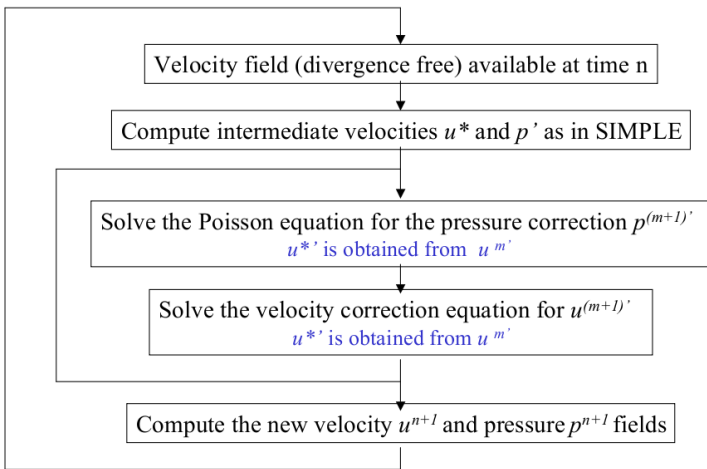 Velocity field (divergence free) available at time n
Compute intermediate velocities u* and p’ as in SIMPLE
Solve the Poisson equation for the pressure correction p^(m+1)’
u*’ is obtained from u^m’
Solve the velocity correction equation for u^(m+1)’
u*’ is obtained from u^m’
Compute the new velocity u^n+1 and pressure p^n+1 fields